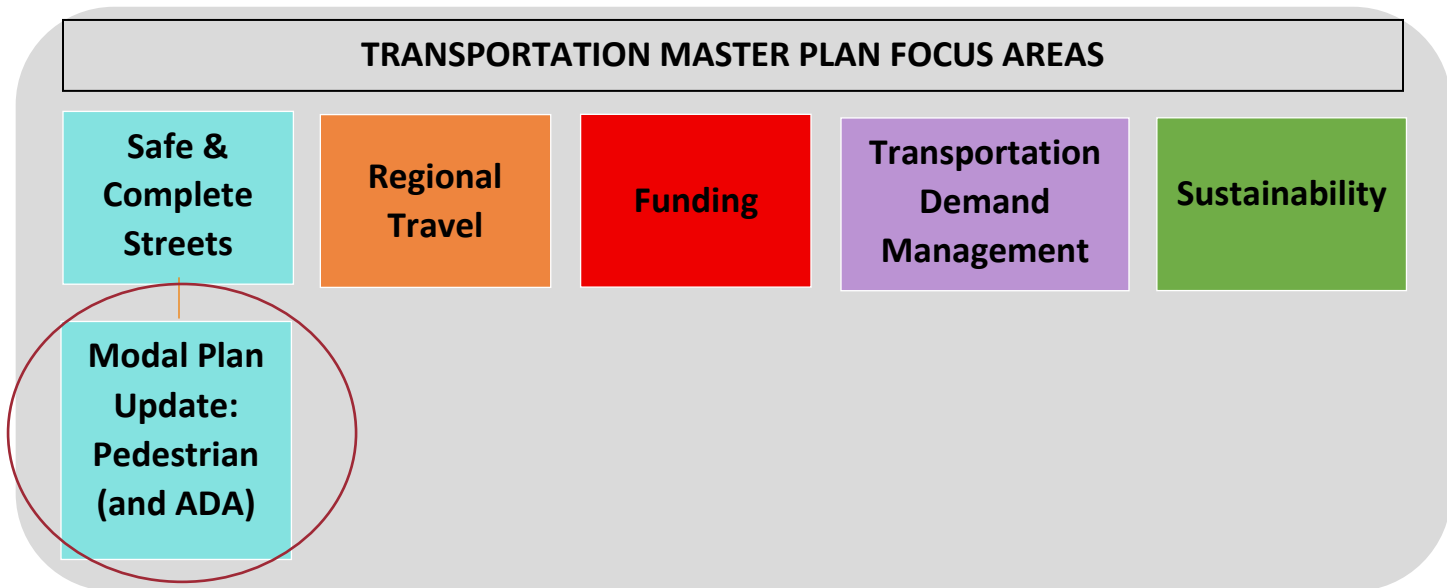 TRANSPORTATION MASTER PLAN FOCUS AREAS
Safe &
Complete
Streets
Regional
Travel
Funding
Transportation
Demand
Management
Sustainability
Modal Plan
Update:
Pedestrian
(and ADA)